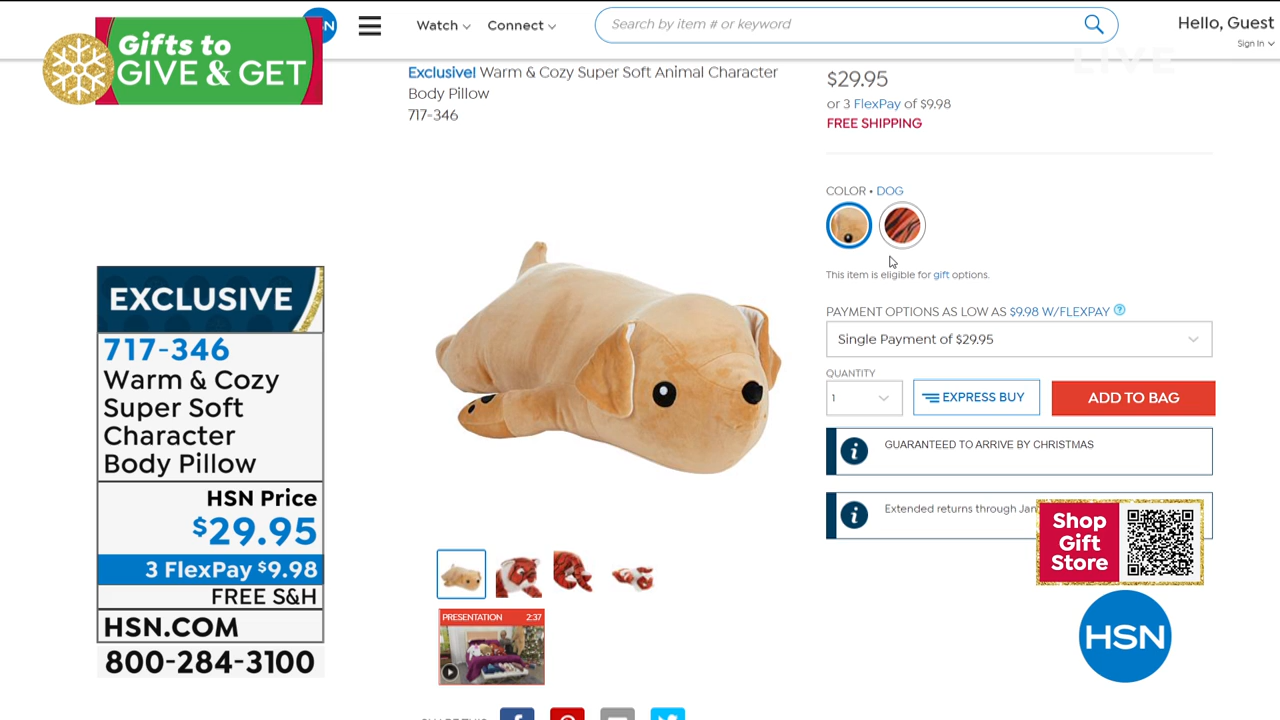 Gifts to
GIVE & GET
HSN
Watch
Connect
Search by item # or keyword
Hello, Guest
Sign In
LIVE
Exclusive! Warm & Cozy Super Soft Animal Character
Body Pillow
717-346
$29.95
or 3 FlexPay of $9.98
FREE SHIPPING
COLOR • DOG
This item is eligible for gift options.
PAYMENT OPTIONS AS LOW AS $9.98 W/FLEXPAY ?
Single Payment of $29.95
QUANTITY
1
EXPRESS BUY
ADD TO BAG
i GUARANTEED TO ARRIVE BY CHRISTMAS
i Extended returns through Jan
Shop
Gift
Store
HSN
EXCLUSIVE
717-346
Warm & Cozy
Super Soft
Character
Body Pillow
HSN Price
$29.95
3 FlexPay $9.98
FREE S&H
HSN.COM
800-284-3100
PRESENTATION 2:37